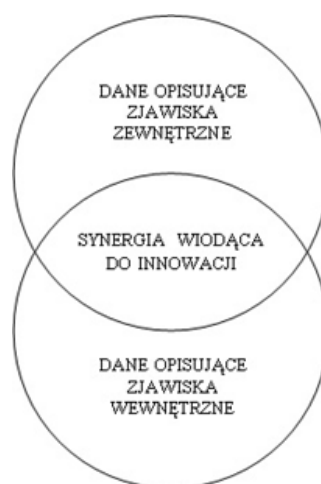 DANE OPISUJĄCE
ZJAWISKA
ZEWNĘTRZNE
SYNERGIA WIODĄCA
DO INNOWACJI
DANE OPISUJĄCE
ZJAWISKA
WEWNĘTRZNE